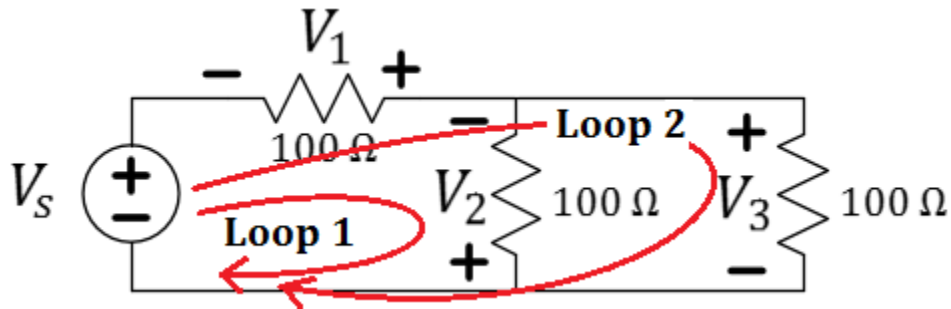 V₁
− +
100 Ω
− Loop 2 +
Vₛ + −
V₂ 100 Ω V₃ 100 Ω
Loop 1
+ −